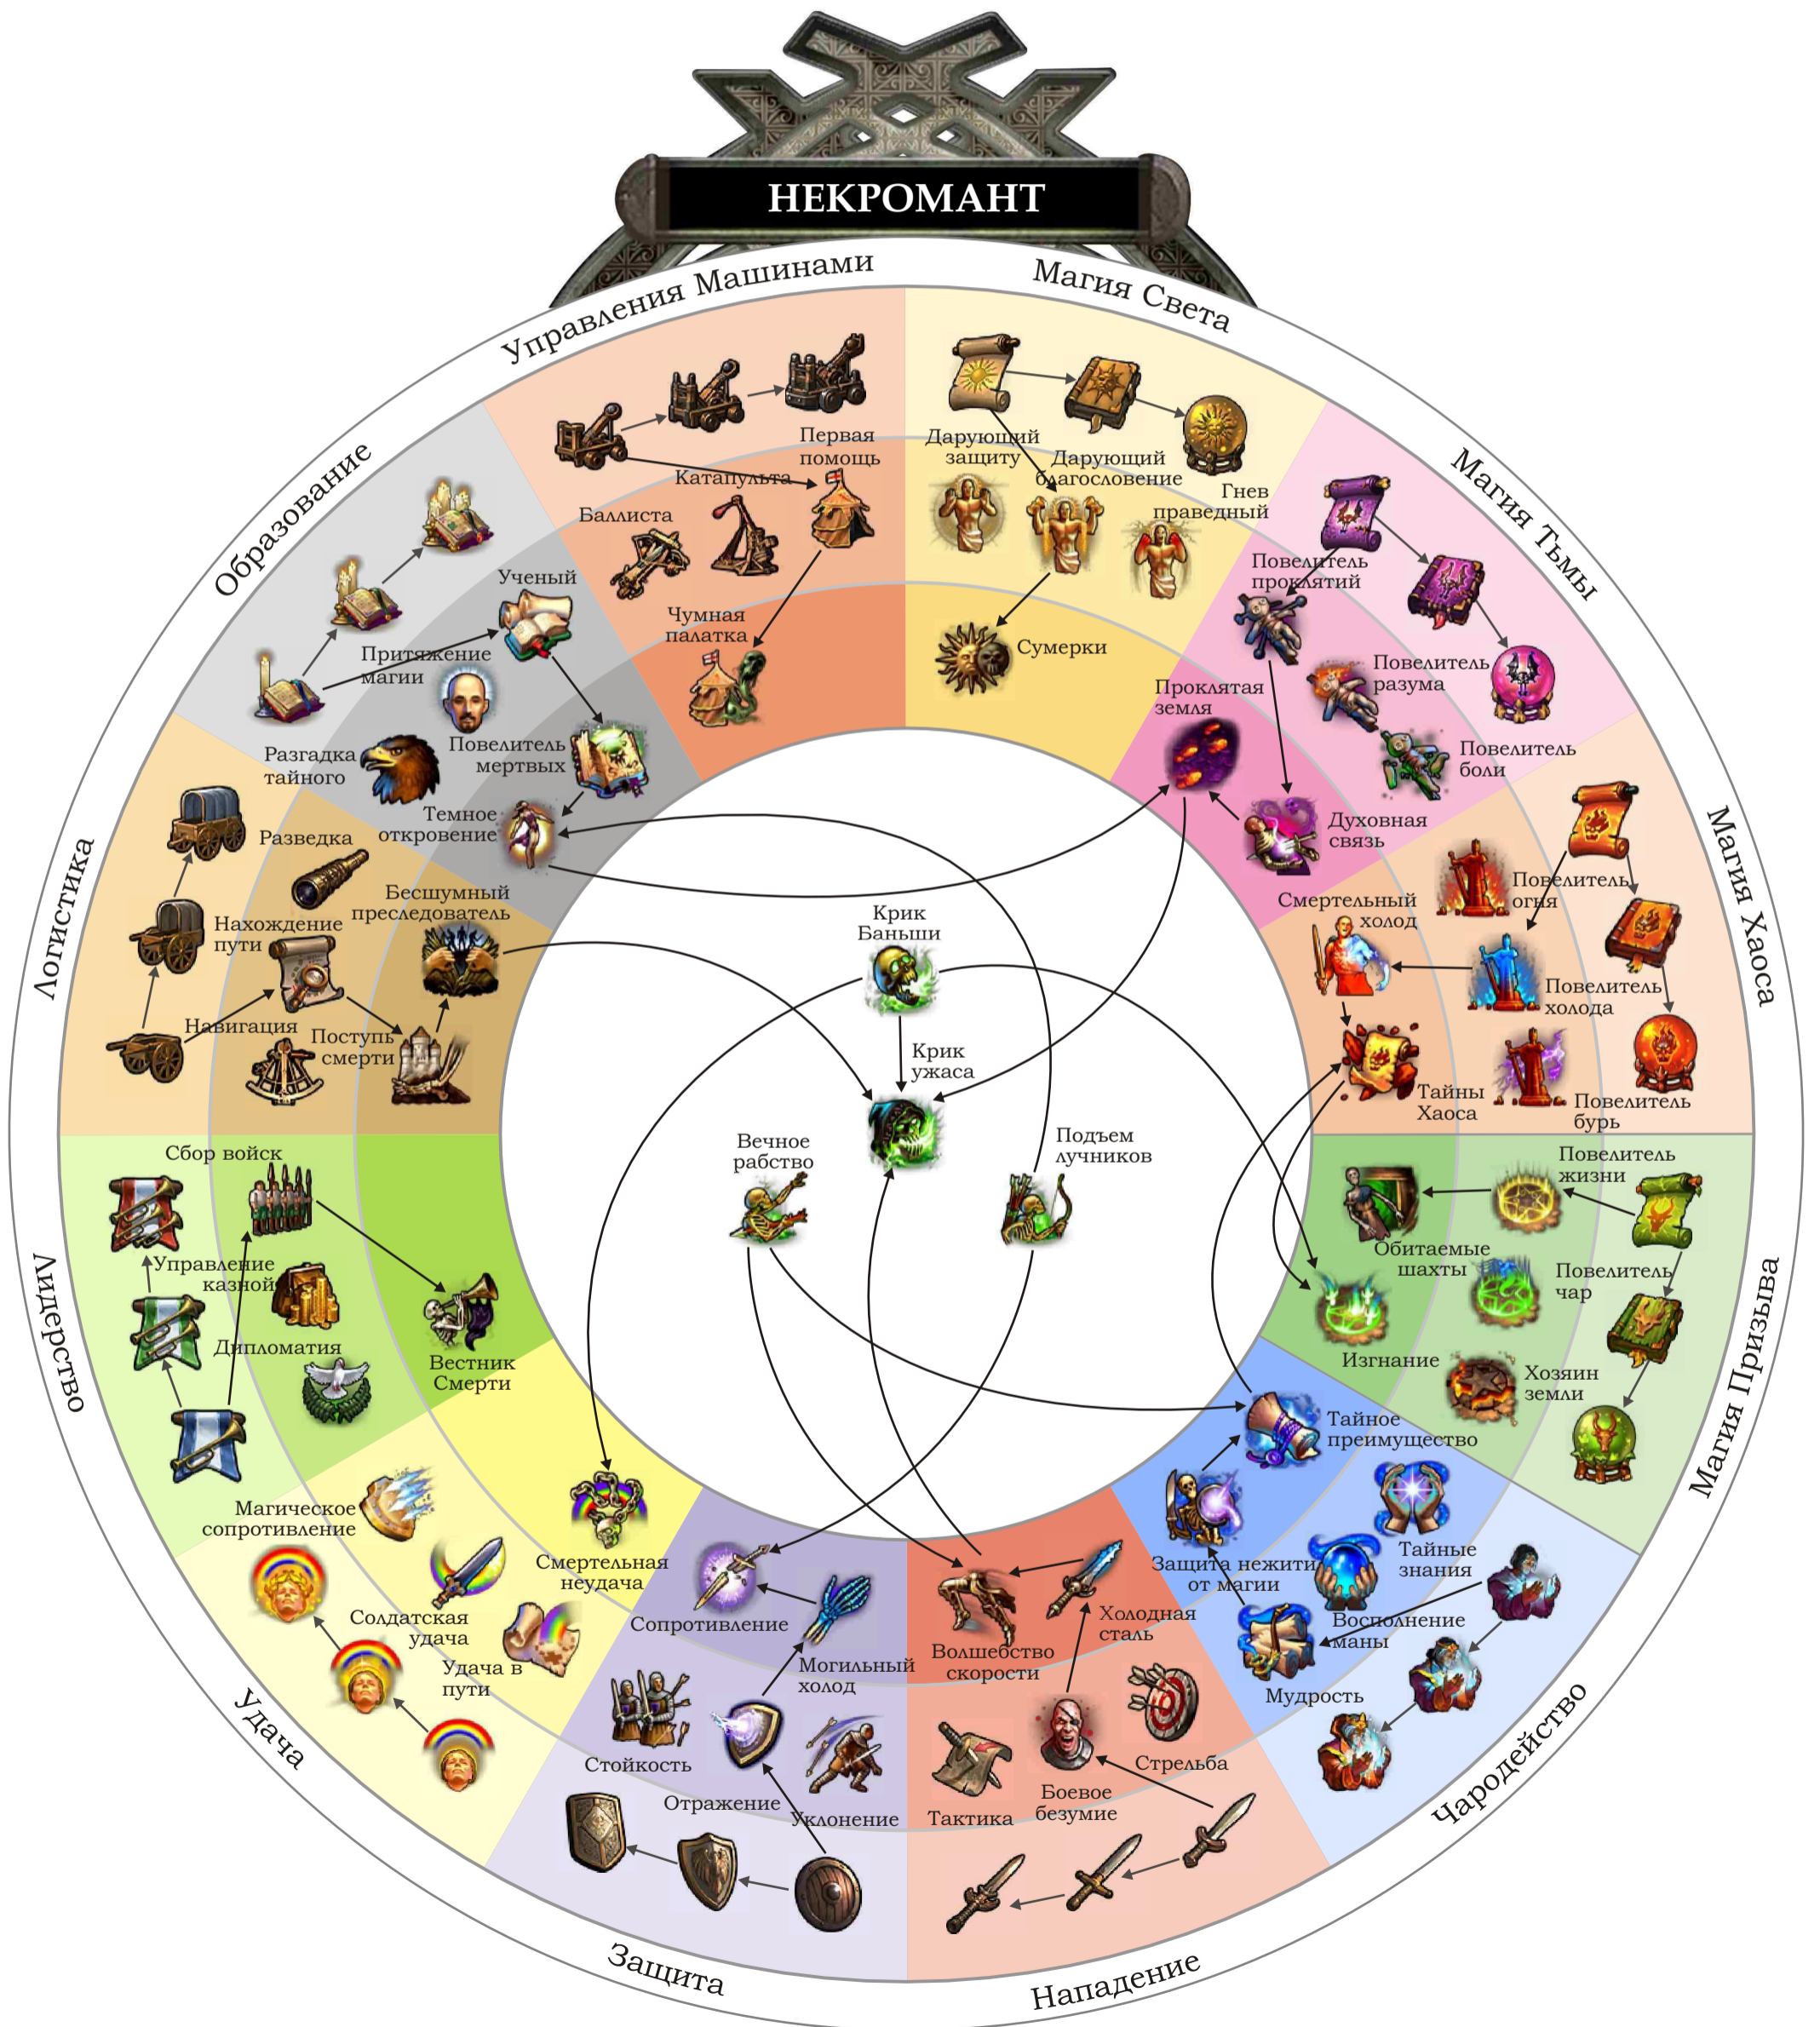 НЕКРОМАНТ
Управления Машинами
Магия Света
Образование
Магия Тьмы
Логистика
Магия Хаоса
Лидерство
Магия Призыва
Удача
Чародейство
Защита
Нападение
Первая
помощь
Катапульта
Баллиста
Чумная
палатка
Дарующий
защиту
Дарующий
благословение
Гнев
праведный
Сумерки
Повелитель
проклятий
Повелитель
разума
Повелитель
боли
Проклятая
земля
Духовная
связь
Ученый
Притяжение
магии
Разгадка
тайного
Повелитель
мертвых
Темное
откровение
Разведка
Бесшумный
преследователь
Нахождение
пути
Навигация
Поступь
смерти
Повелитель
огня
Смертельный
холод
Повелитель
холода
Тайны
Хаоса
Повелитель
бурь
Крик
Баньши
Крик
ужаса
Вечное
рабство
Подъем
лучников
Сбор войск
Управление
казной
Дипломатия
Вестник
Смерти
Повелитель
жизни
Обитаемые
шахты
Повелитель
чар
Изгнание
Хозяин
земли
Тайное
преимущество
Защита нежити
от магии
Тайные
знания
Восполнение
маны
Мудрость
Магическое
сопротивление
Солдатская
удача
Удача в
пути
Смертельная
неудача
Сопротивление
Могильный
холод
Стойкость
Отражение
Уклонение
Волшебство
скорости
Холодная
сталь
Тактика
Боевое
безумие
Стрельба